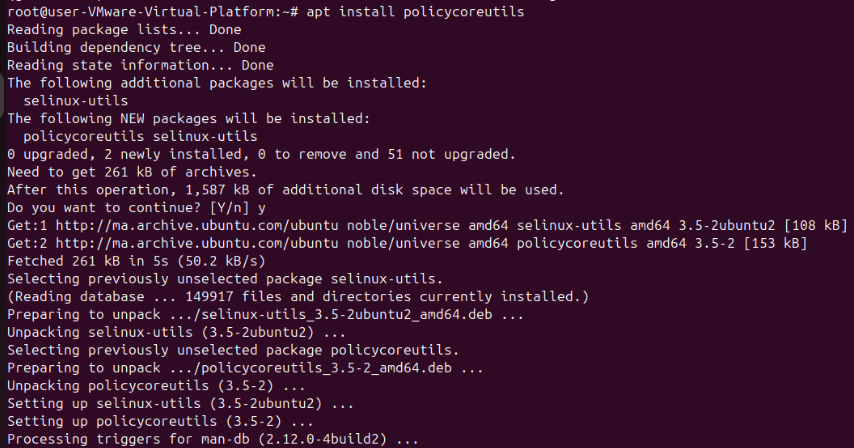 root@user-VMware-Virtual-Platform:~# apt install policycoreutils
Reading package lists... Done
Building dependency tree... Done
Reading state information... Done
The following additional packages will be installed:
  selinux-utils
The following NEW packages will be installed:
  policycoreutils selinux-utils
0 upgraded, 2 newly installed, 0 to remove and 51 not upgraded.
Need to get 261 kB of archives.
After this operation, 1,587 kB of additional disk space will be used.
Do you want to continue? [Y/n] y
Get:1 http://ma.archive.ubuntu.com/ubuntu noble/universe amd64 selinux-utils amd64 3.5-2ubuntu2 [108 kB]
Get:2 http://ma.archive.ubuntu.com/ubuntu noble/universe amd64 policycoreutils amd64 3.5-2 [153 kB]
Fetched 261 kB in 5s (50.2 kB/s)
Selecting previously unselected package selinux-utils.
(Reading database ... 149917 files and directories currently installed.)
Preparing to unpack .../selinux-utils_3.5-2ubuntu2_amd64.deb ...
Unpacking selinux-utils (3.5-2ubuntu2) ...
Selecting previously unselected package policycoreutils.
Preparing to unpack .../policycoreutils_3.5-2_amd64.deb ...
Unpacking policycoreutils (3.5-2) ...
Setting up selinux-utils (3.5-2ubuntu2) ...
Setting up policycoreutils (3.5-2) ...
Processing triggers for man-db (2.12.0-4build2) ...